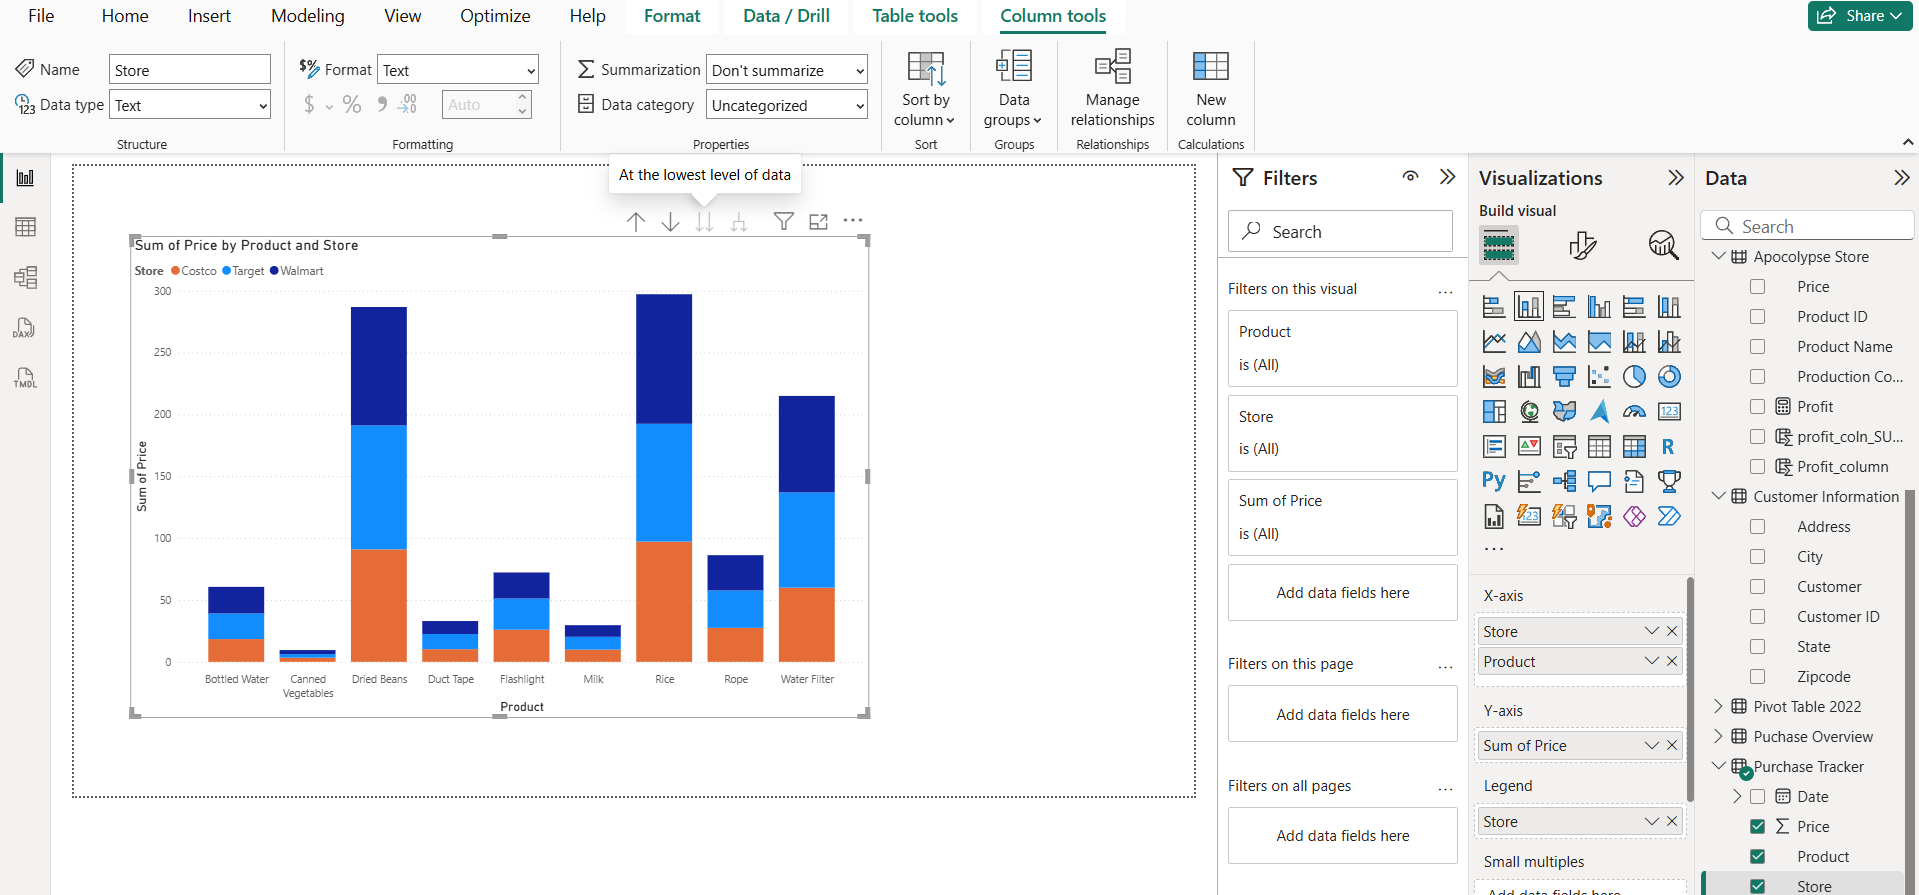 File Home Insert Modeling View Optimize Help Format Data / Drill Table tools Column tools Share
Name Store
Data type Text
Structure
Format Text
$ % Auto
Formatting
Summarization Don't summarize
Data category Uncategorized
Properties
Sort by
column
Sort
Data
groups
Groups
Manage
relationships
Relationships
New
column
Calculations
DAX
TMDL
At the lowest level of data
Sum of Price by Product and Store
Store Costco Target Walmart
300
250
200
150
100
50
0
Sum of Price
Bottled Water Canned Vegetables Dried Beans Duct Tape Flashlight Milk Rice Rope Water Filter
Product
Filters
Search
Filters on this visual ...
Product
is (All)
Store
is (All)
Sum of Price
is (All)
Add data fields here
Filters on this page ...
Add data fields here
Filters on all pages ...
Add data fields here
Visualizations
Build visual
123
R
Py
123
...
X-axis
Store
Product
Y-axis
Sum of Price
Legend
Store
Small multiples
Add data fields here
Data
Search
Apocolypse Store
Price
Product ID
Product Name
Production Co...
Profit
profit_coln_SU...
Profit_column
Customer Information
Address
City
Customer
Customer ID
State
Zipcode
Pivot Table 2022
Puchase Overview
Purchase Tracker
Date
Price
Product
Store